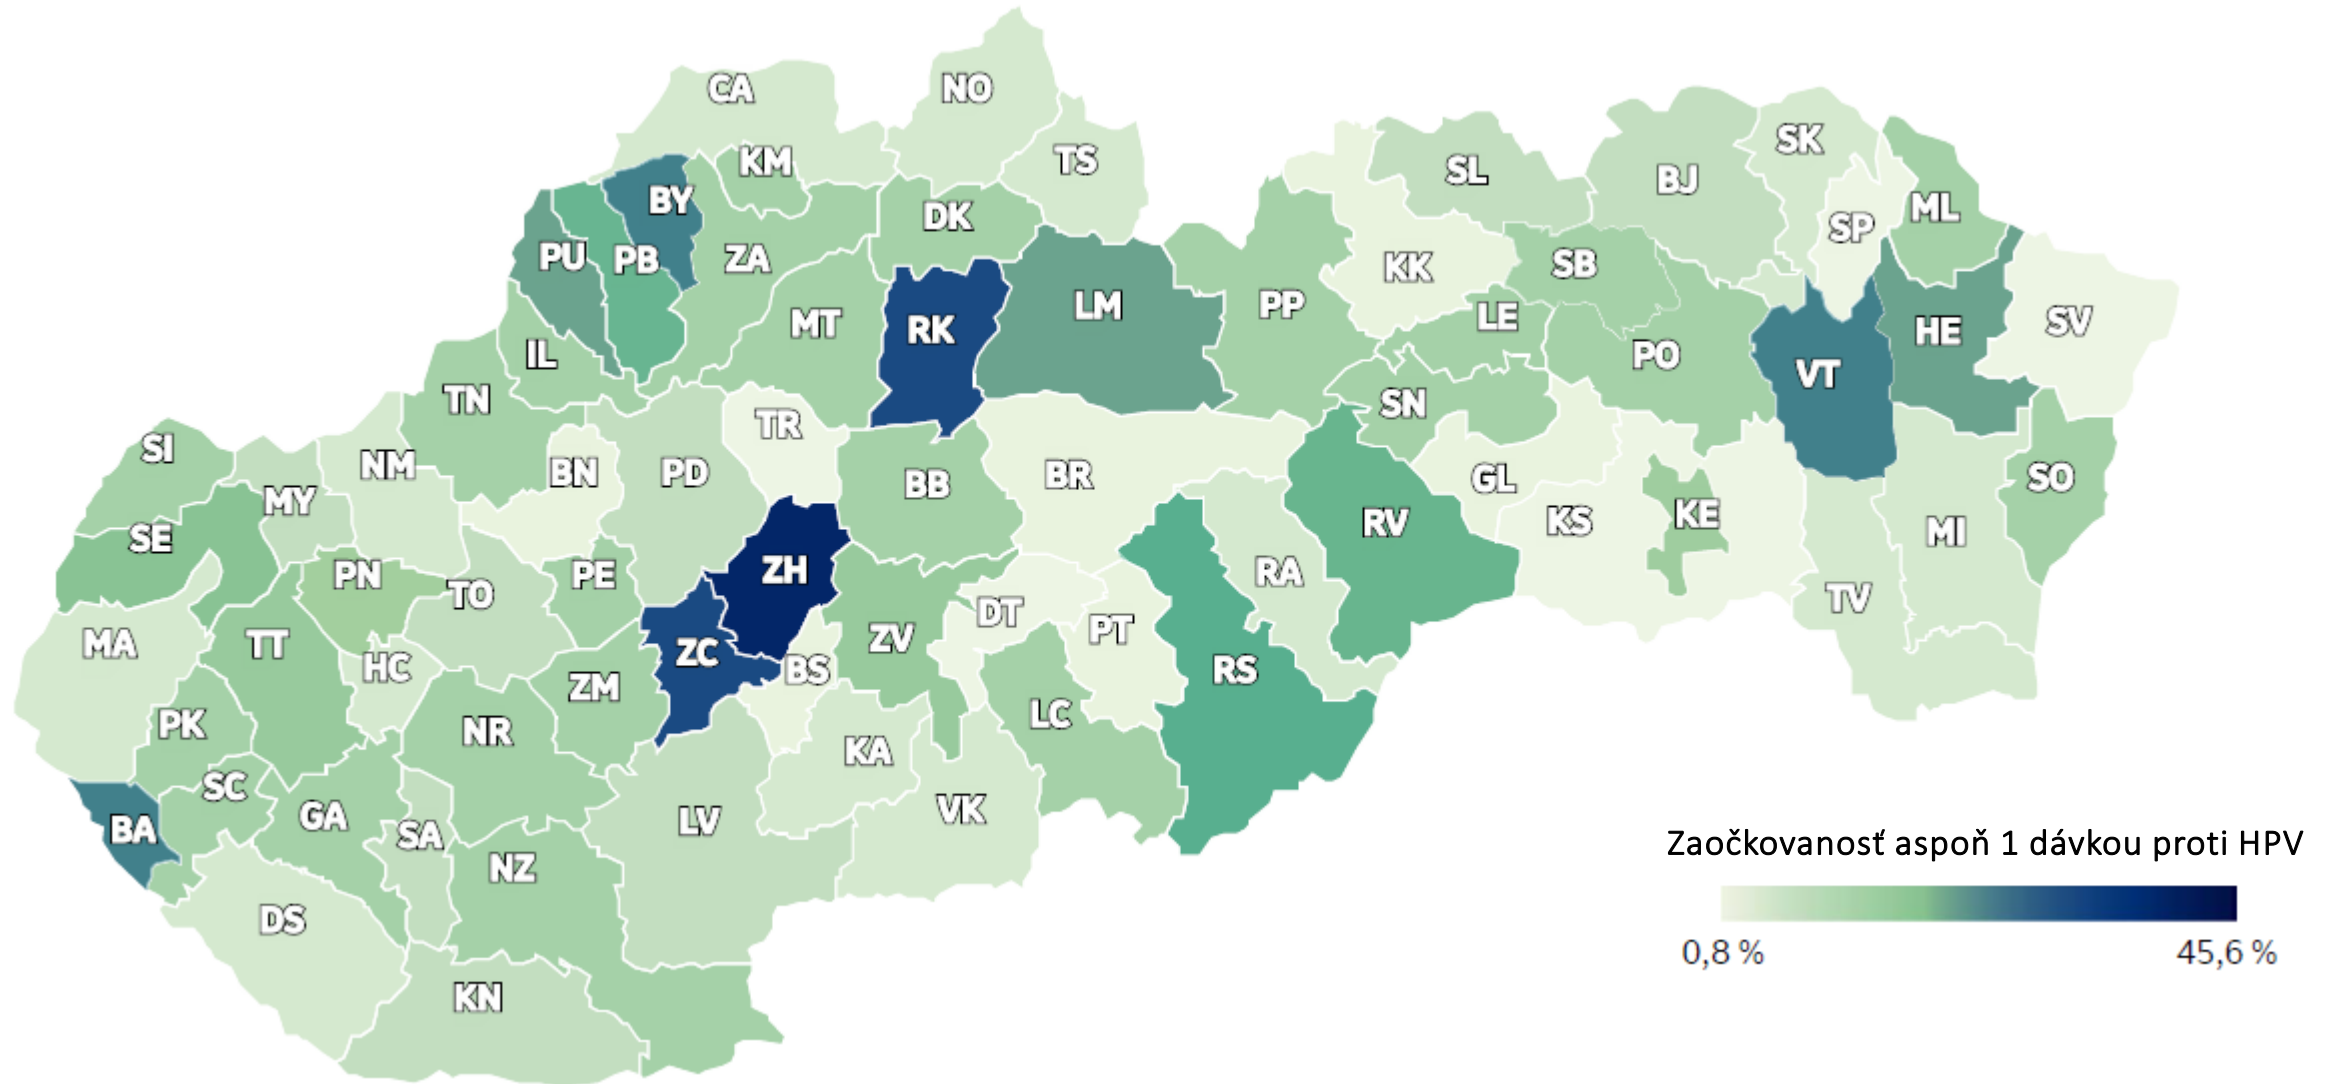 CA
NO
KM
TS
SL
BJ
SK
SP
ML
BY
PU
PB
ZA
DK
KK
SB
SV
IL
MT
RK
LM
PP
LE
PO
HE
VT
TN
TR
SN
SI
NM
BN
PD
BB
BR
GL
SO
MY
SE
RV
KS
KE
MI
PN
TO
PE
ZH
RA
TV
DT
PT
MA
TT
HC
ZC
BS
ZV
RS
ZM
PK
NR
LC
KA
SC
BA
GA
SA
LV
VK
NZ
DS
KN
Zaočkovanosť aspoň 1 dávkou proti HPV
0,8 %
45,6 %